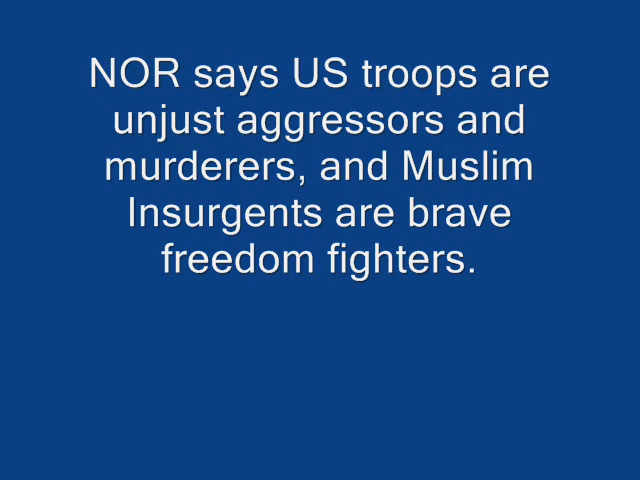 NOR says US troops are
unjust aggressors and
murderers, and Muslim
Insurgents are brave
freedom fighters.